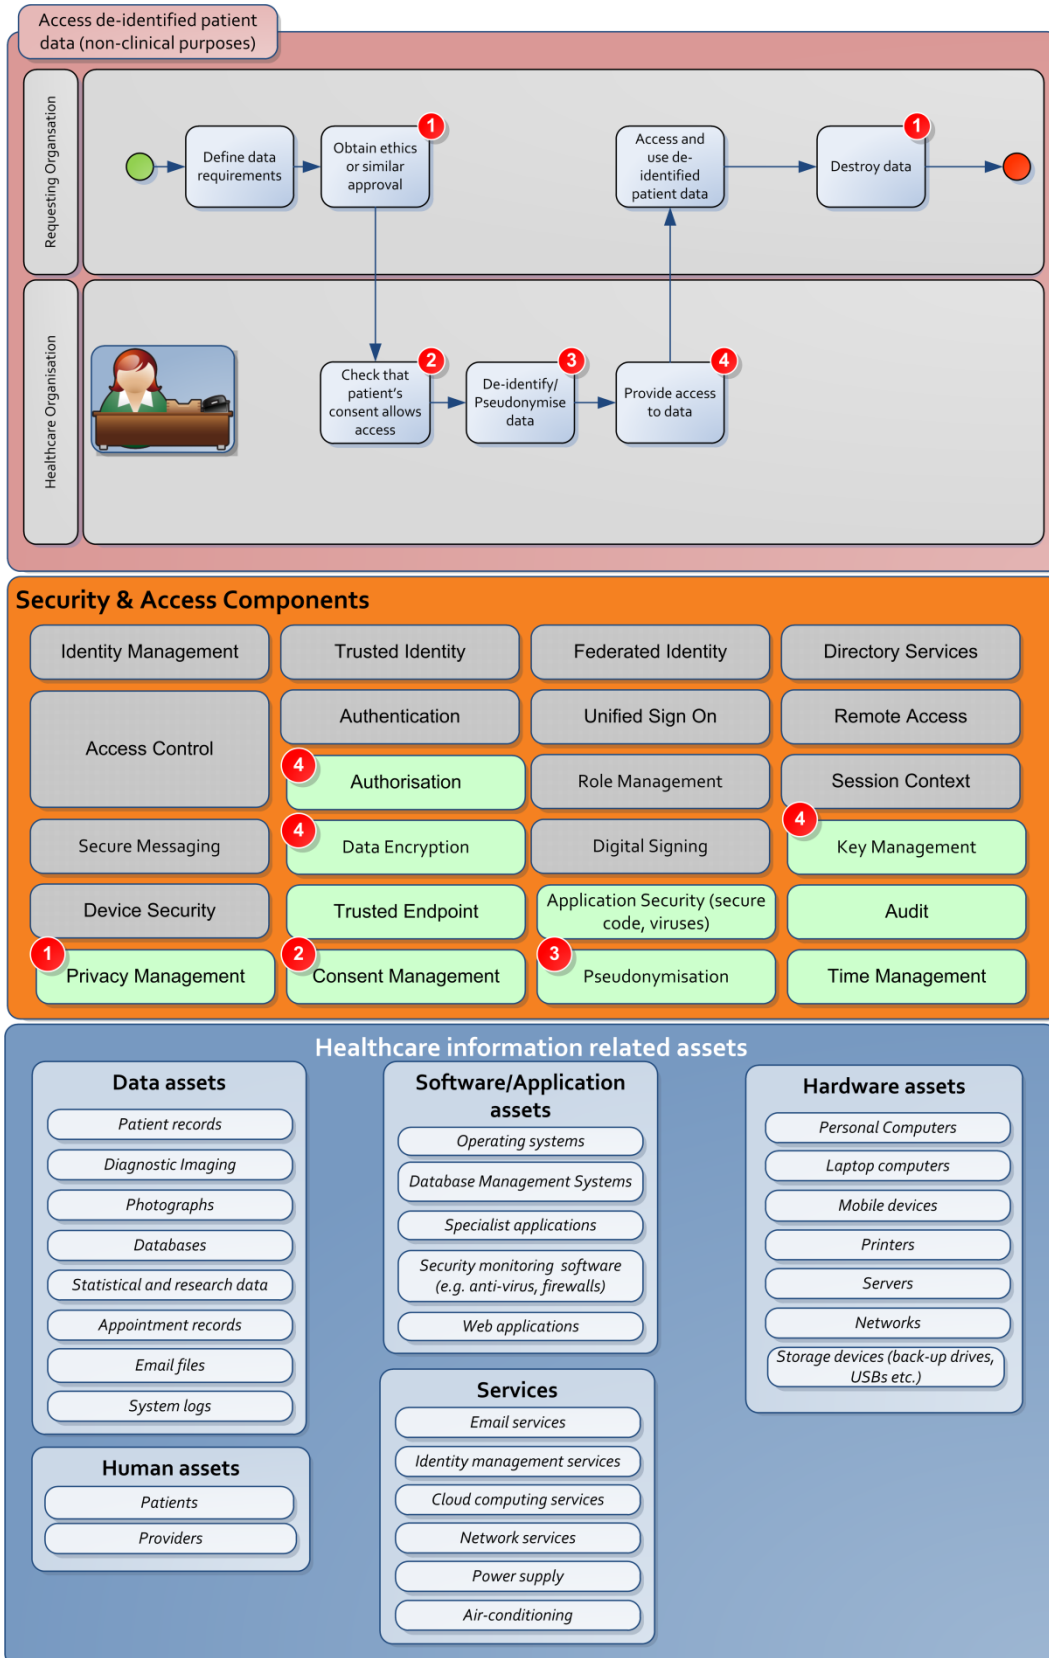 Access de-identified patient
data (non-clinical purposes)
Requesting Organsation
Define data
requirements
1
Obtain ethics
or similar
approval
Access and
use de-
identified
patient data
1
Destroy data
Healthcare Organisation
2
Check that
patient's
consent allows
access
3
De-identify/
Pseudonymise
data
4
Provide access
to data
Security & Access Components
Identity Management
Trusted Identity
Federated Identity
Directory Services
Access Control
Authentication
Unified Sign On
Remote Access
4
Authorisation
Role Management
Session Context
Secure Messaging
4
Data Encryption
Digital Signing
4
Key Management
Device Security
Trusted Endpoint
Application Security (secure
code, viruses)
Audit
1
Privacy Management
2
Consent Management
3
Pseudonymisation
Time Management
Healthcare information related assets
Data assets
Patient records
Diagnostic Imaging
Photographs
Databases
Statistical and research data
Appointment records
Email files
System logs
Human assets
Patients
Providers
Software/Application
assets
Operating systems
Database Management Systems
Specialist applications
Security monitoring software
(e.g. anti-virus, firewalls)
Web applications
Services
Email services
Identity management services
Cloud computing services
Network services
Power supply
Air-conditioning
Hardware assets
Personal Computers
Laptop computers
Mobile devices
Printers
Servers
Networks
Storage devices (back-up drives,
USBs etc.)